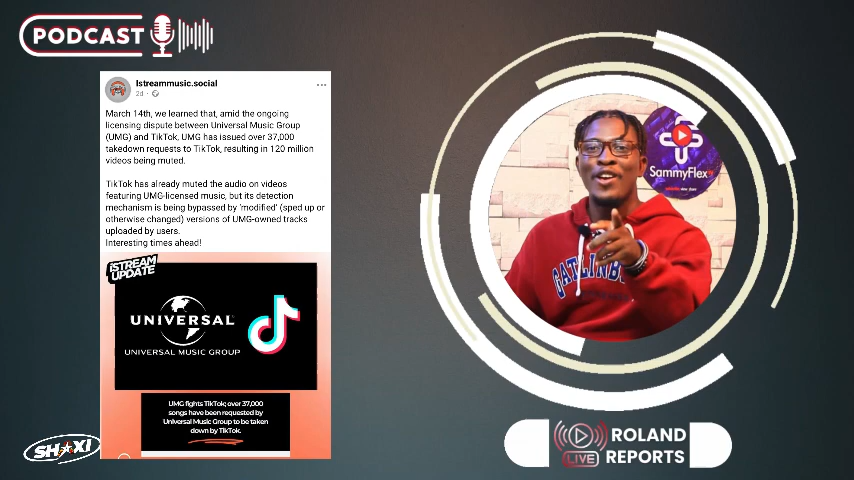 PODCAST
Istreammusic.social
2d
March 14th, we learned that, amid the ongoing
licensing dispute between Universal Music Group
(UMG) and TikTok, UMG has issued over 37,000
takedown requests to TikTok, resulting in 120 million
videos being muted.
TikTok has already muted the audio on videos
featuring UMG-licensed music, but its detection
mechanism is being bypassed by 'modified' (sped up or
otherwise changed) versions of UMG-owned tracks
uploaded by users.
Interesting times ahead!
iSTREAM
UPDATE
UNIVERSAL
UNIVERSAL MUSIC GROUP
UMG fights TikTok; over 37,000
songs have been requested by
Universal Music Group to be taken
down by TikTok.
SHAXI
SammyFlex
GATLINB
LIVE
ROLAND
REPORTS